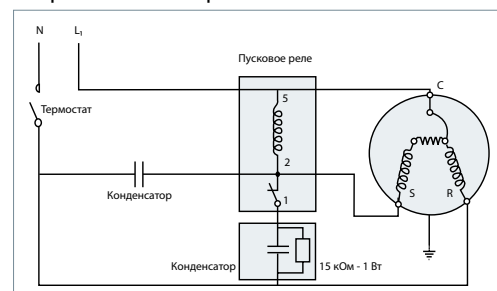 N
L₁
Пусковое реле
C
5
Термостат
2
S
R
Конденсатор
1
Конденсатор
15 кОм - 1 Вт